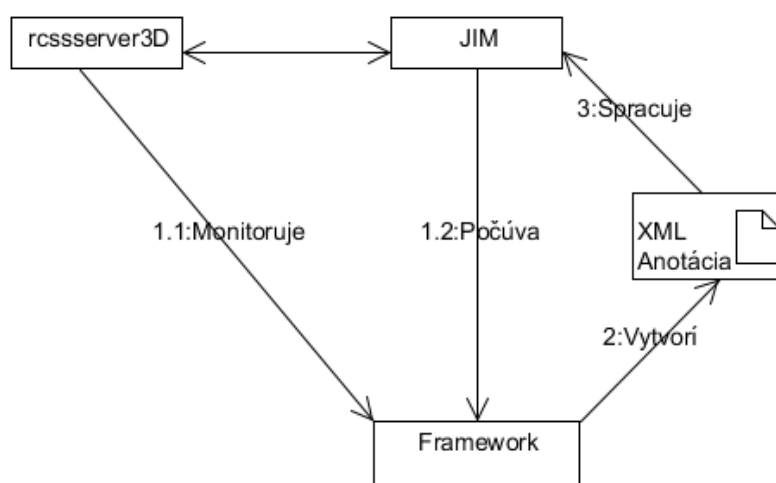 rcssserver3D
JIM
3:Spracuje
1.1:Monitoruje
1.2:Počúva
XML
Anotácia
2:Vytvorí
Framework